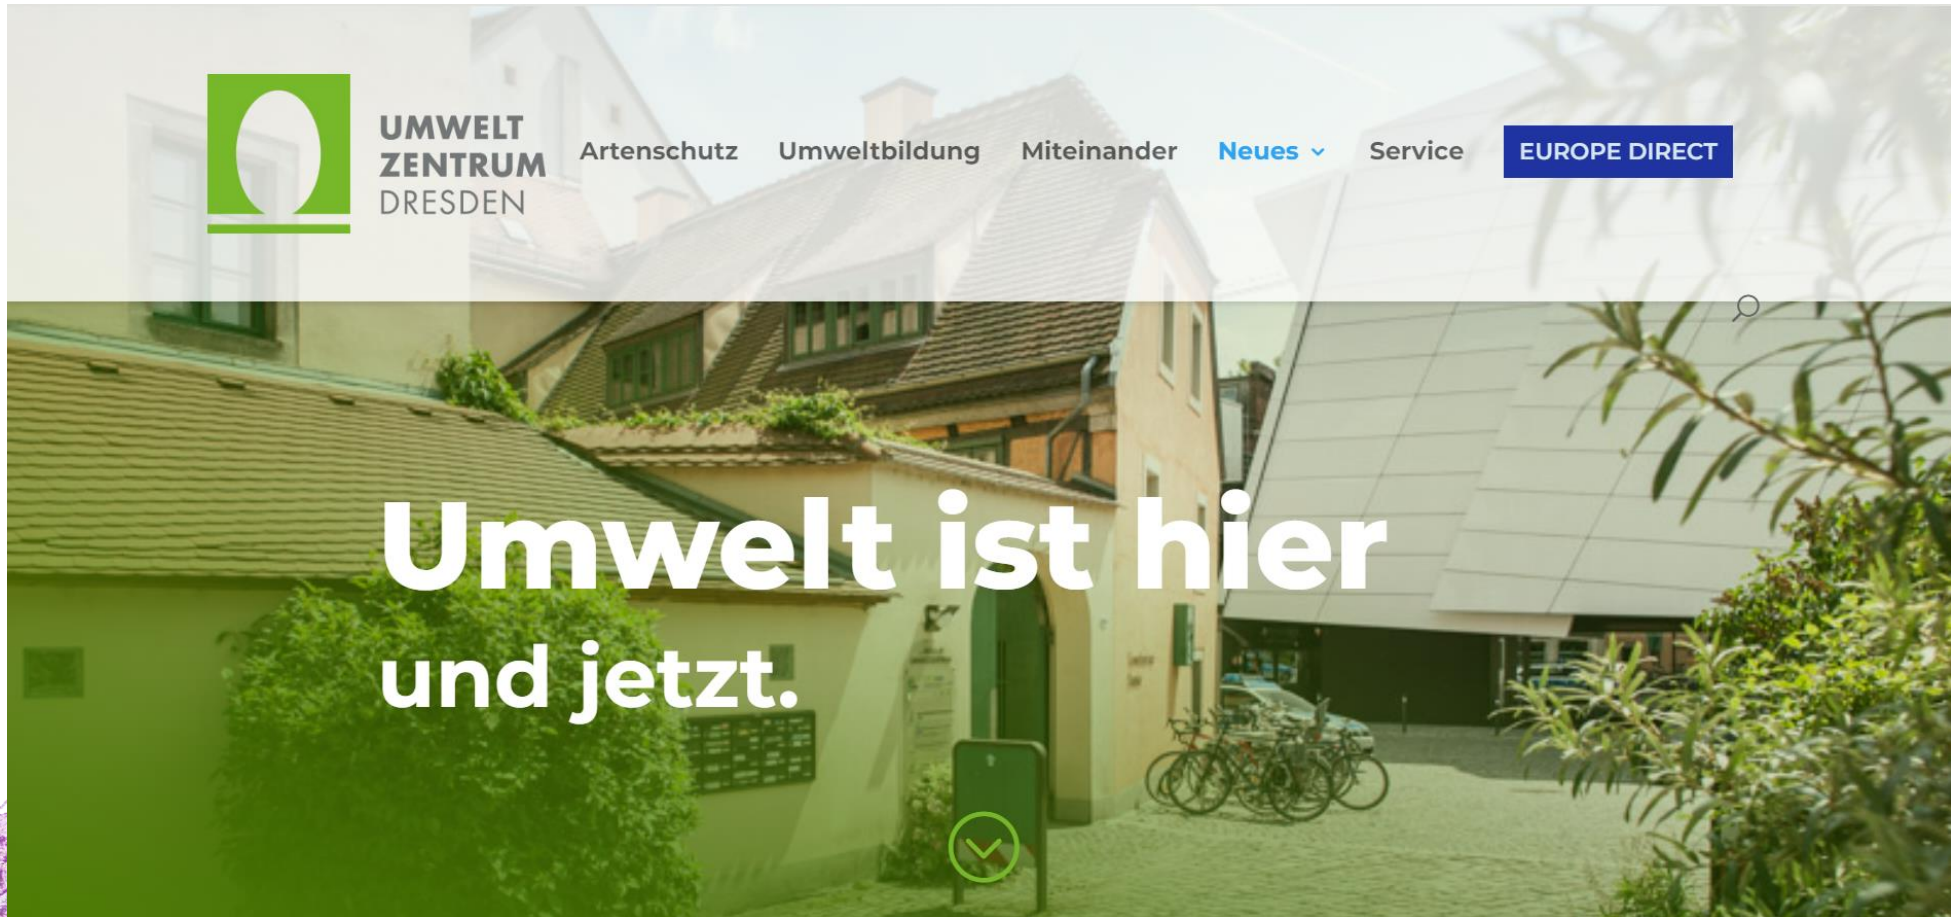 UMWELT
ZENTRUM
DRESDEN
Artenschutz Umweltbildung Miteinander Neues Service EUROPE DIRECT
Umwelt ist hier
und jetzt.